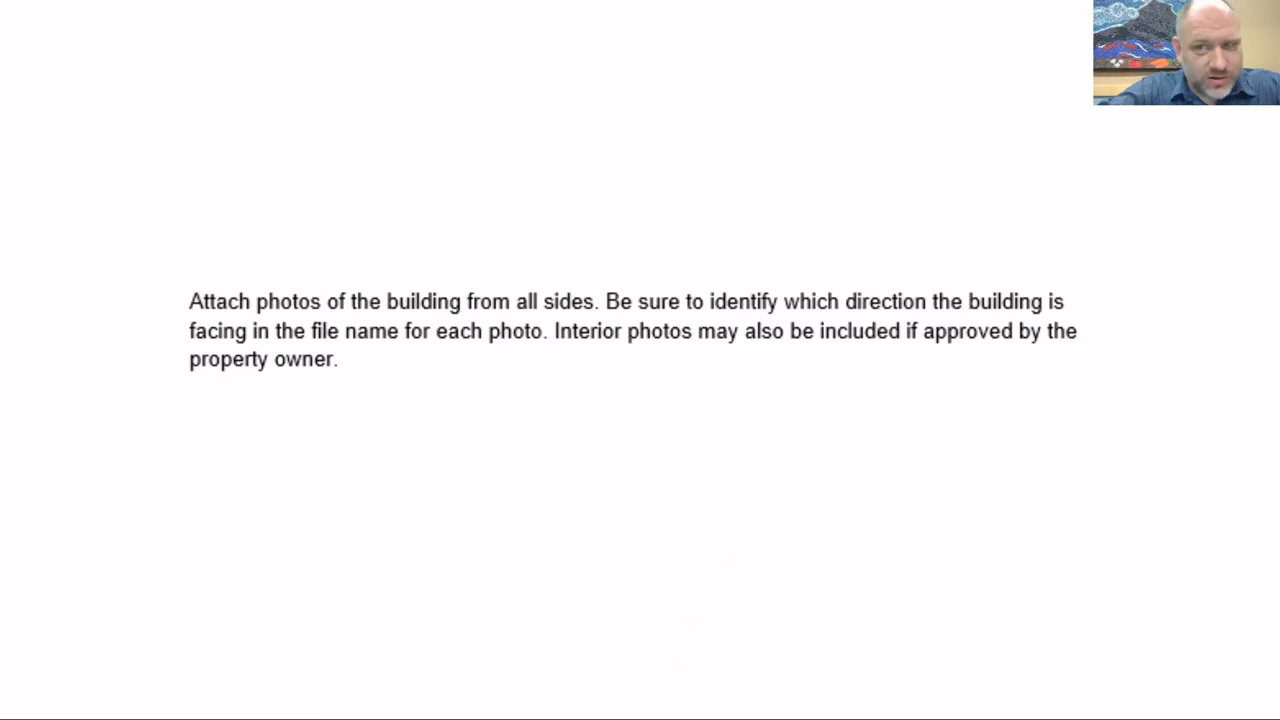 Attach photos of the building from all sides. Be sure to identify which direction the building is
facing in the file name for each photo. Interior photos may also be included if approved by the
property owner.